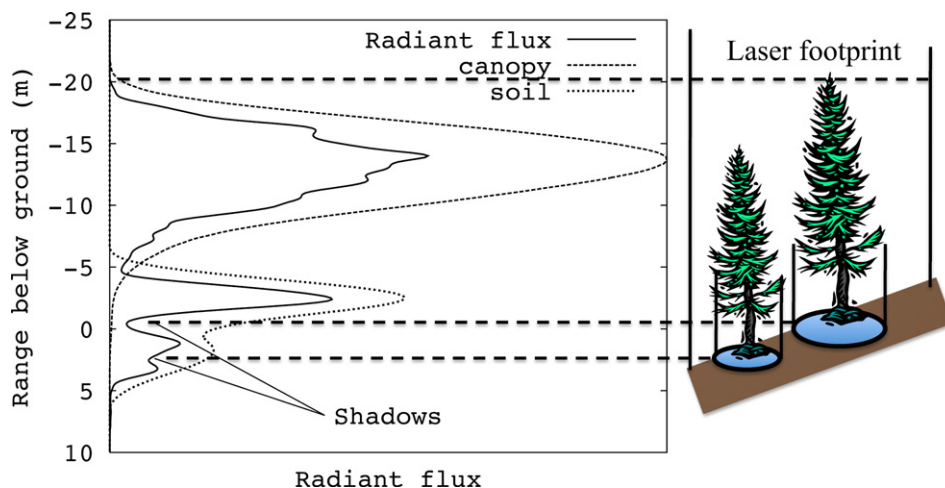 -25
-20
-15
-10
-5
0
5
10
Range below ground (m)
Radiant flux
canopy
soil
Shadows
Radiant flux
Laser footprint